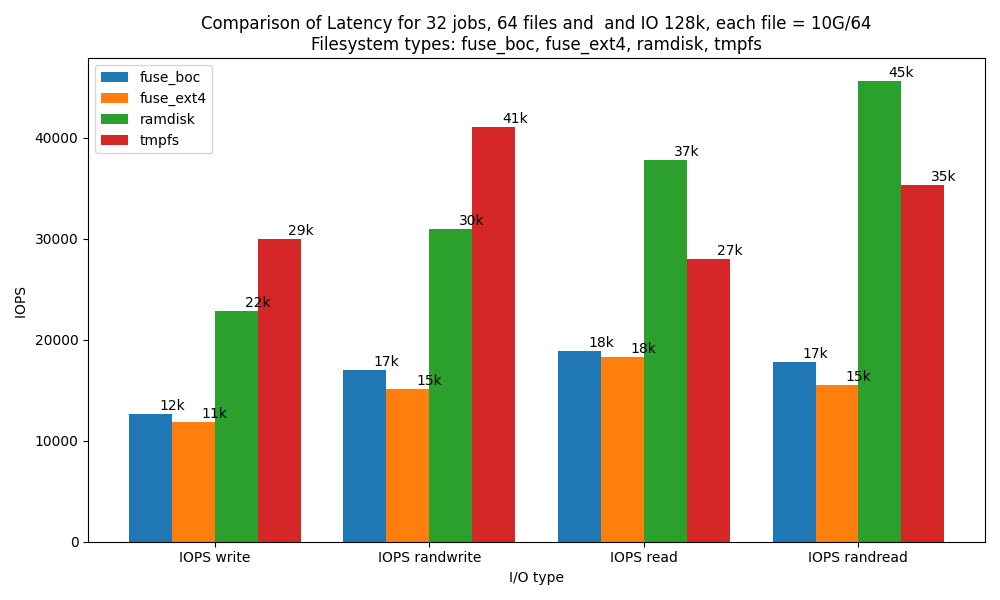 Comparison of Latency for 32 jobs, 64 files and  and IO 128k, each file = 10G/64
Filesystem types: fuse_boc, fuse_ext4, ramdisk, tmpfs
fuse_boc
fuse_ext4
ramdisk
tmpfs
IOPS
40000
30000
20000
10000
0
12k
11k
22k
29k
17k
15k
30k
41k
18k
18k
37k
27k
17k
15k
45k
35k
IOPS write
IOPS randwrite
IOPS read
IOPS randread
I/O type